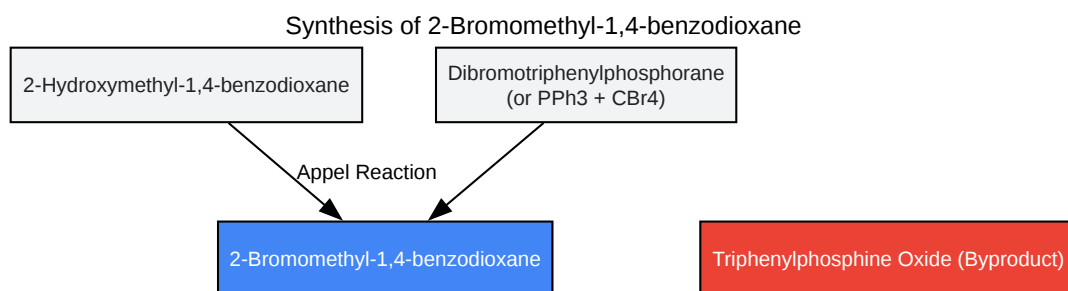 Synthesis of 2-Bromomethyl-1,4-benzodioxane
2-Hydroxymethyl-1,4-benzodioxane
Dibromotriphenylphosphorane
(or PPh3 + CBr4)
Appel Reaction
2-Bromomethyl-1,4-benzodioxane
Triphenylphosphine Oxide (Byproduct)